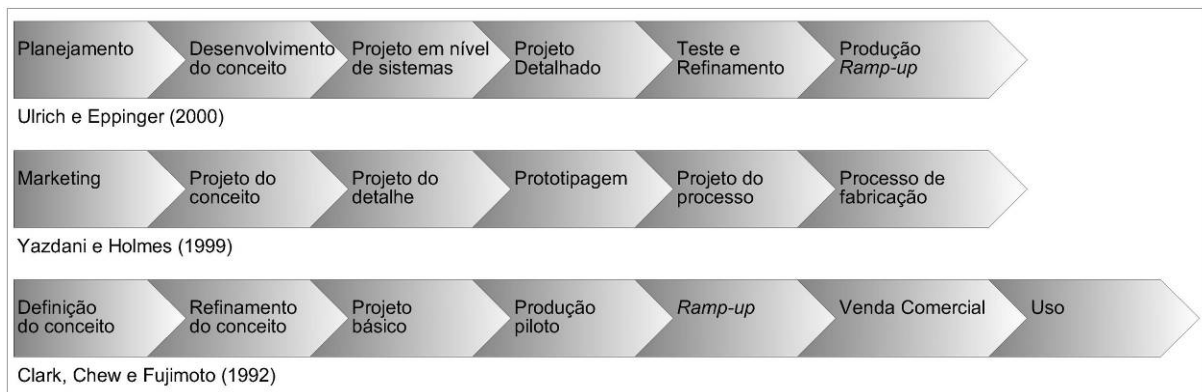 Planejamento
Desenvolvimento
do conceito
Projeto em nível
de sistemas
Projeto
Detalhado
Teste e
Refinamento
Produção
Ramp-up
Ulrich e Eppinger (2000)
Marketing
Projeto do
conceito
Projeto do
detalhe
Prototipagem
Projeto do
processo
Processo de
fabricação
Yazdani e Holmes (1999)
Definição
do conceito
Refinamento
do conceito
Projeto
básico
Produção
piloto
Ramp-up
Venda Comercial
Uso
Clark, Chew e Fujimoto (1992)